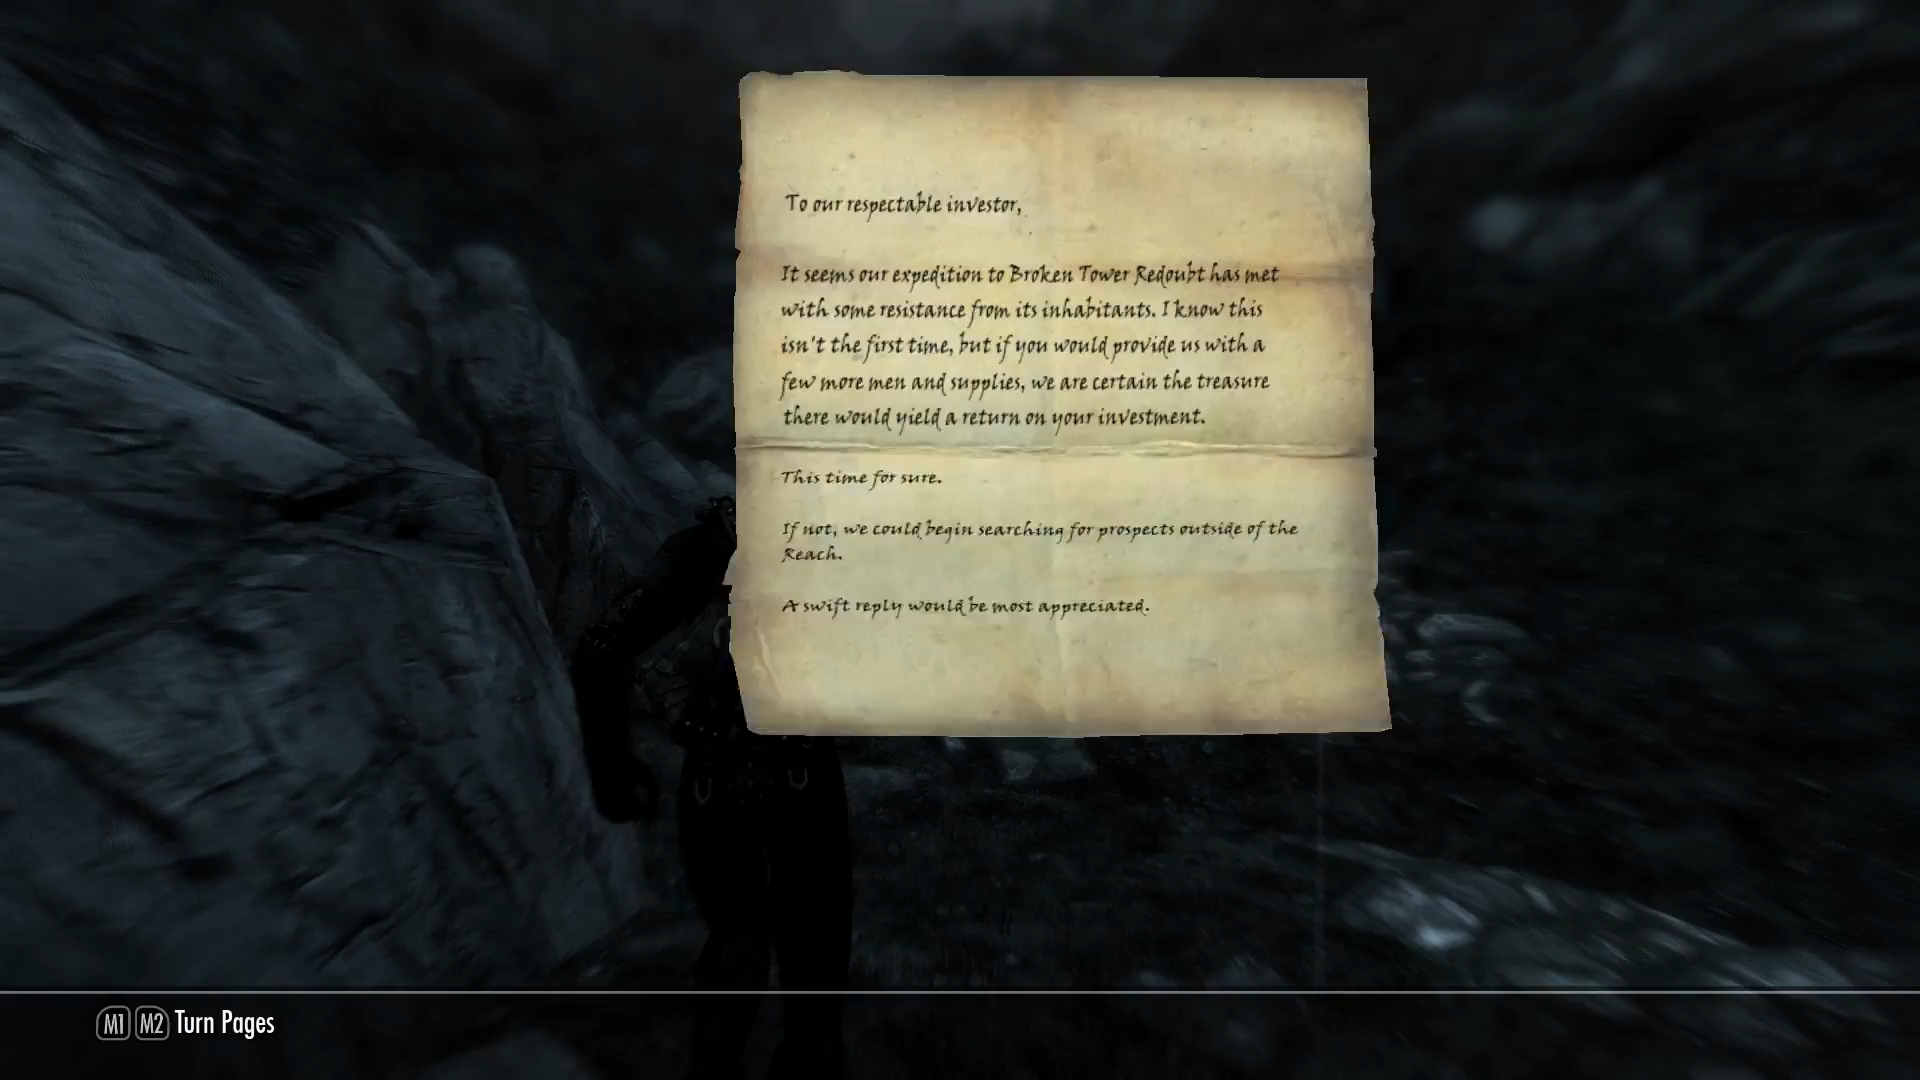 To our respectable investor,
It seems our expedition to Broken Tower Redoubt has met
with some resistance from its inhabitants. I know this
isn't the first time, but if you would provide us with a
few more men and supplies, we are certain the treasure
there would yield a return on your investment.
This time for sure.
If not, we could begin searching for prospects outside of the
Reach.
A swift reply would be most appreciated.
M1 M2 Turn Pages